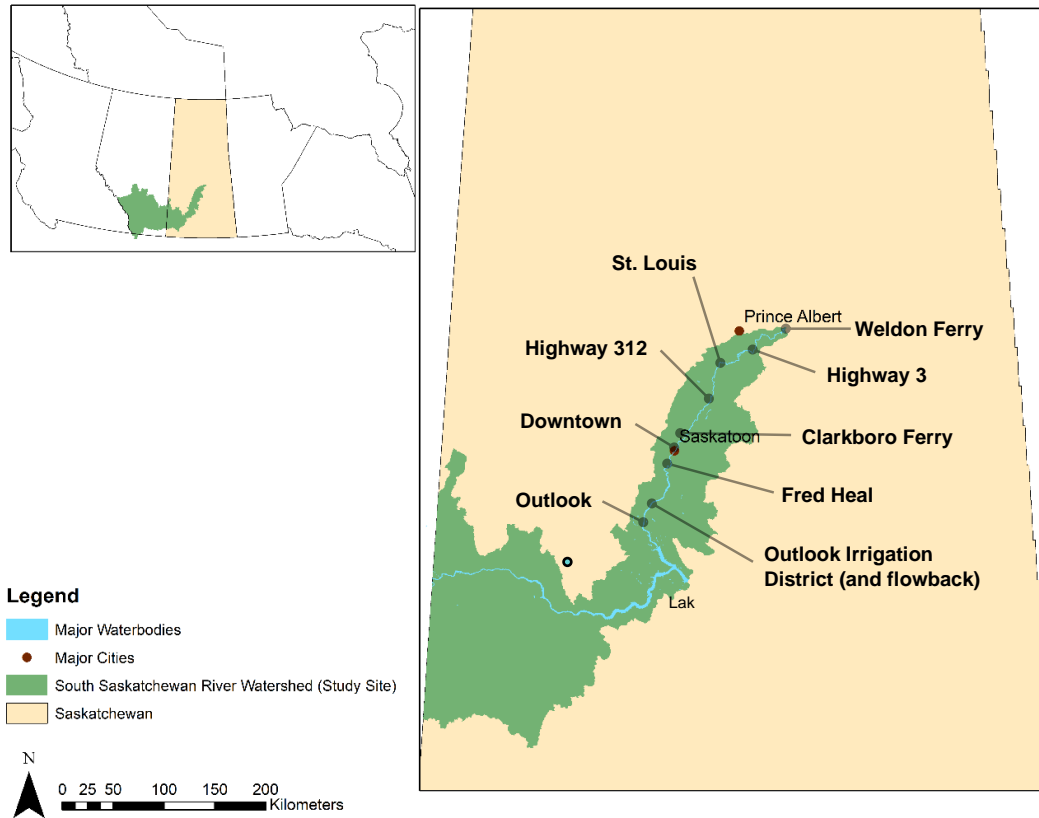 St. Louis
Prince Albert
Weldon Ferry
Highway 312
Highway 3
Downtown
Saskatoon
Clarkboro Ferry
Fred Heal
Outlook
Outlook Irrigation
District (and flowback)
Lak
Legend
Major Waterbodies
Major Cities
South Saskatchewan River Watershed (Study Site)
Saskatchewan
N
0 25 50 100 150 200
Kilometers